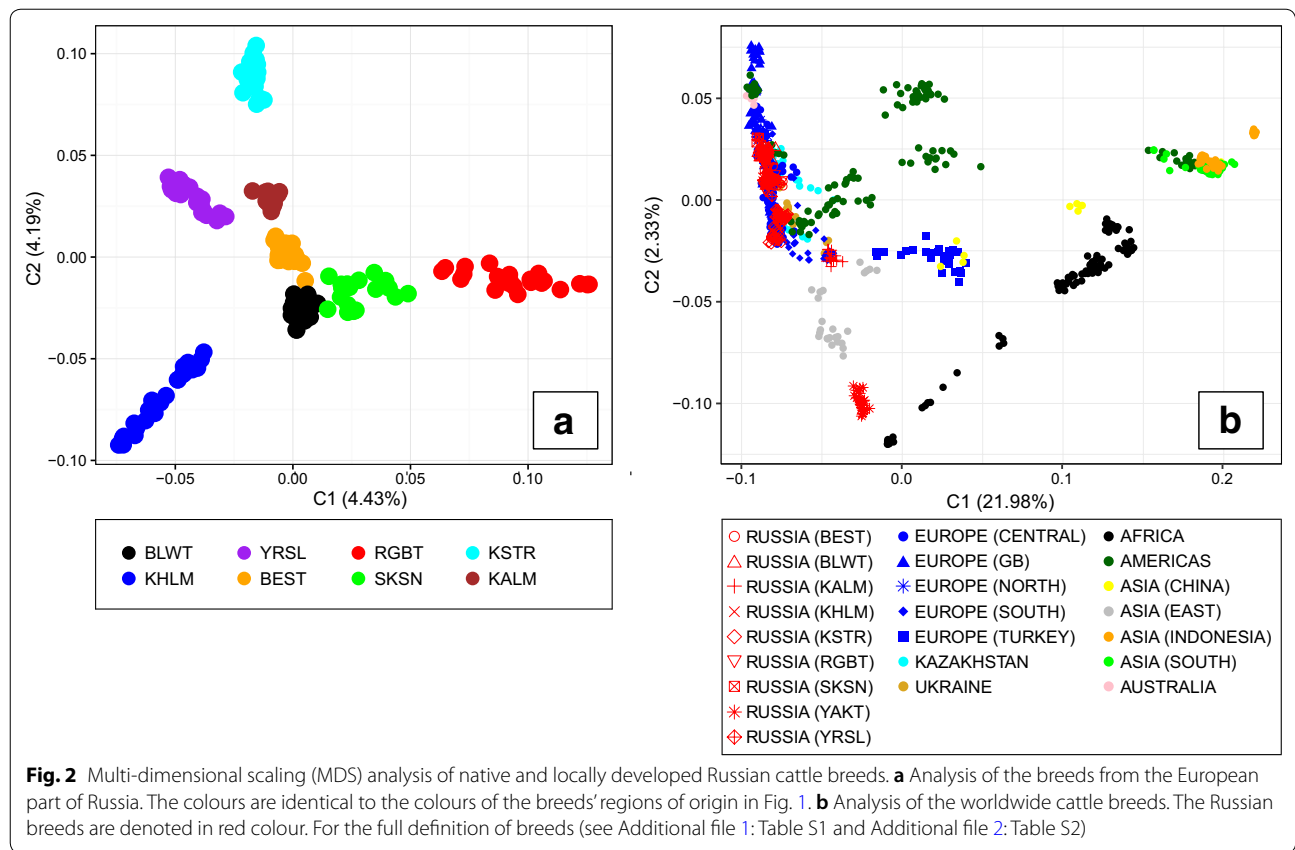 0.10
0.05
0.00
−0.05
−0.10
C2 (4.19%)
a
−0.05
0.00
0.05
0.10
C1 (4.43%)
BLWT YRSL RGBT KSTR
KHLM BEST SKSN KALM
0.05
0.00
−0.05
−0.10
C2 (2.33%)
b
−0.1
0.0
0.1
0.2
C1 (21.98%)
RUSSIA (BEST) EUROPE (CENTRAL) AFRICA
RUSSIA (BLWT) EUROPE (GB) AMERICAS
RUSSIA (KALM) EUROPE (NORTH) ASIA (CHINA)
RUSSIA (KHLM) EUROPE (SOUTH) ASIA (EAST)
RUSSIA (KSTR) EUROPE (TURKEY) ASIA (INDONESIA)
RUSSIA (RGBT) KAZAKHSTAN ASIA (SOUTH)
RUSSIA (SKSN) UKRAINE AUSTRALIA
RUSSIA (YAKT)
RUSSIA (YRSL)
Fig. 2 Multi-dimensional scaling (MDS) analysis of native and locally developed Russian cattle breeds. a Analysis of the breeds from the European
part of Russia. The colours are identical to the colours of the breeds’ regions of origin in Fig. 1. b Analysis of the worldwide cattle breeds. The Russian
breeds are denoted in red colour. For the full definition of breeds (see Additional file 1: Table S1 and Additional file 2: Table S2)